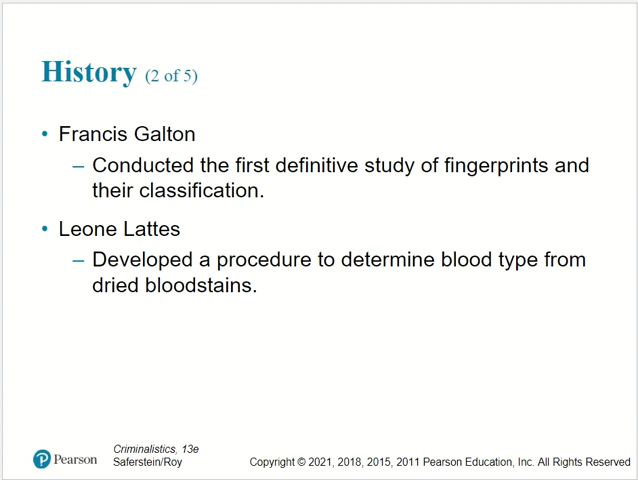 History (2 of 5)
• Francis Galton
– Conducted the first definitive study of fingerprints and
their classification.
• Leone Lattes
– Developed a procedure to determine blood type from
dried bloodstains.
Pearson
Criminalistics, 13e
Saferstein/Roy
Copyright © 2021, 2018, 2015, 2011 Pearson Education, Inc. All Rights Reserved